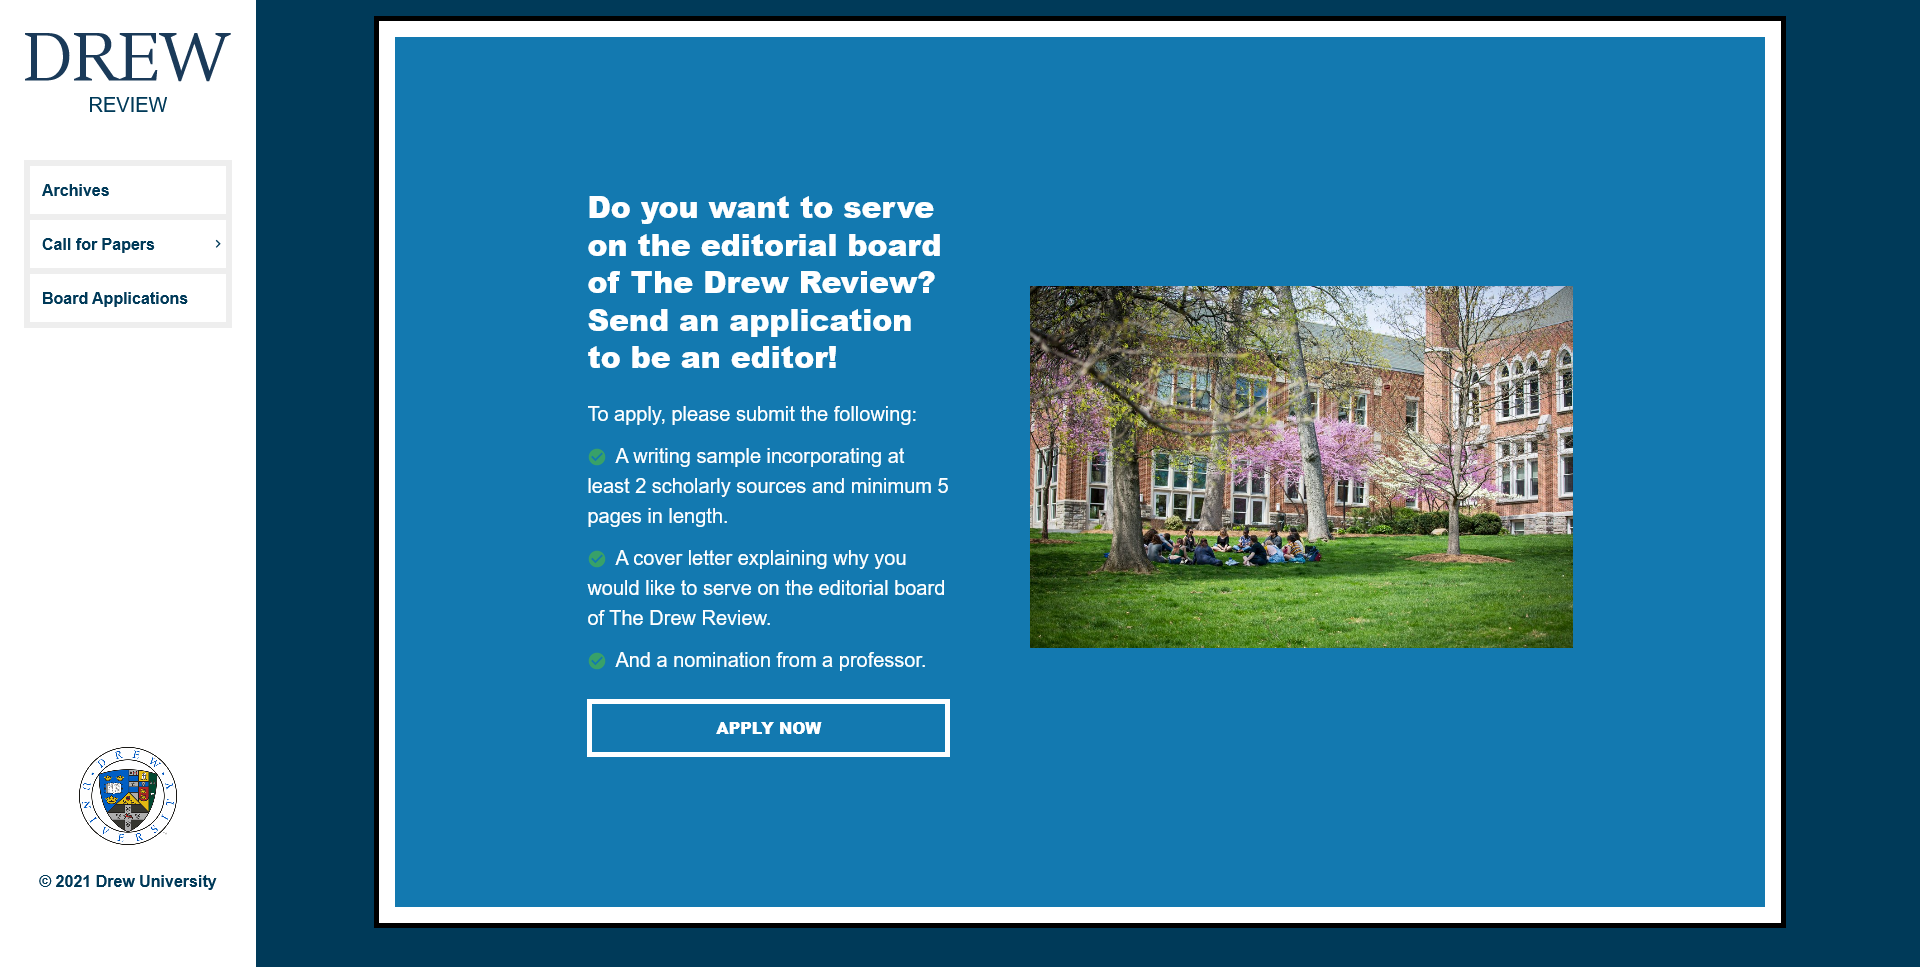 DREW
REVIEW
Archives
Call for Papers
Board Applications
DREW UNIVERSITY
© 2021 Drew University
Do you want to serve
on the editorial board
of The Drew Review?
Send an application
to be an editor!
To apply, please submit the following:
A writing sample incorporating at
least 2 scholarly sources and minimum 5
pages in length.
A cover letter explaining why you
would like to serve on the editorial board
of The Drew Review.
And a nomination from a professor.
APPLY NOW